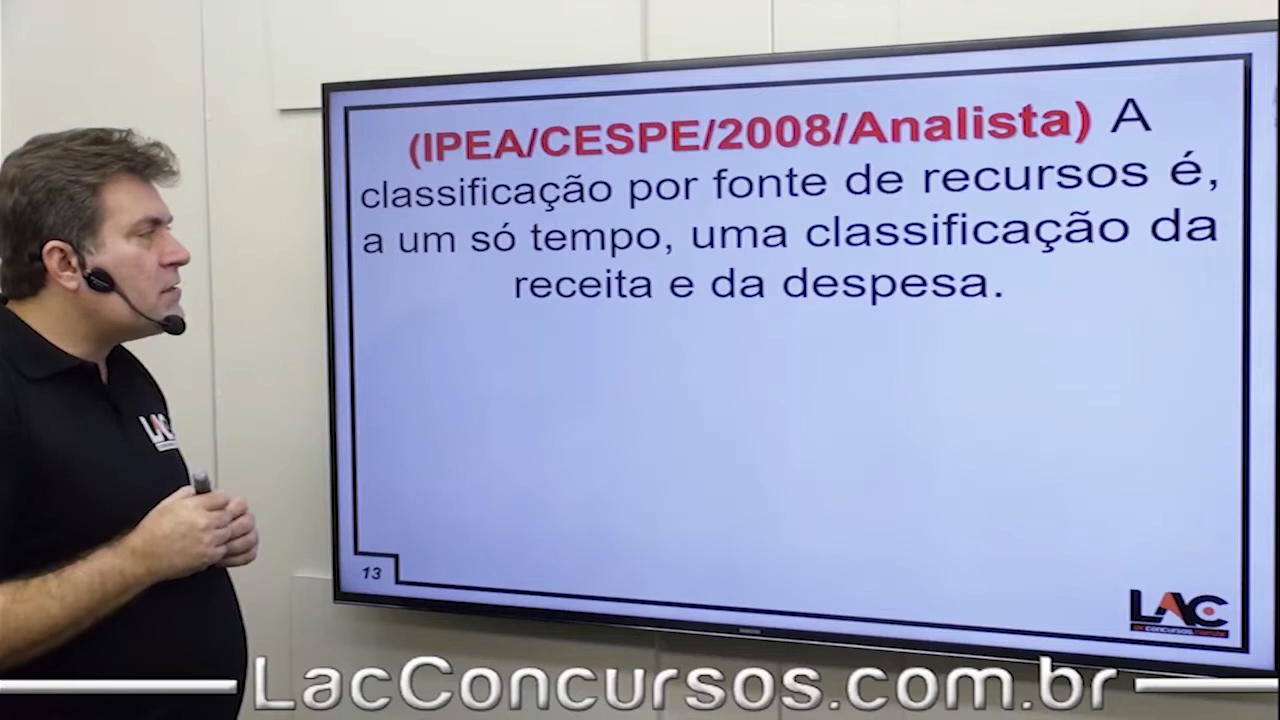 (IPEA/CESPE/2008/Analista) A
classificação por fonte de recursos é,
a um só tempo, uma classificação da
receita e da despesa.
13
LAC
LAC
LacConcursos.com.br